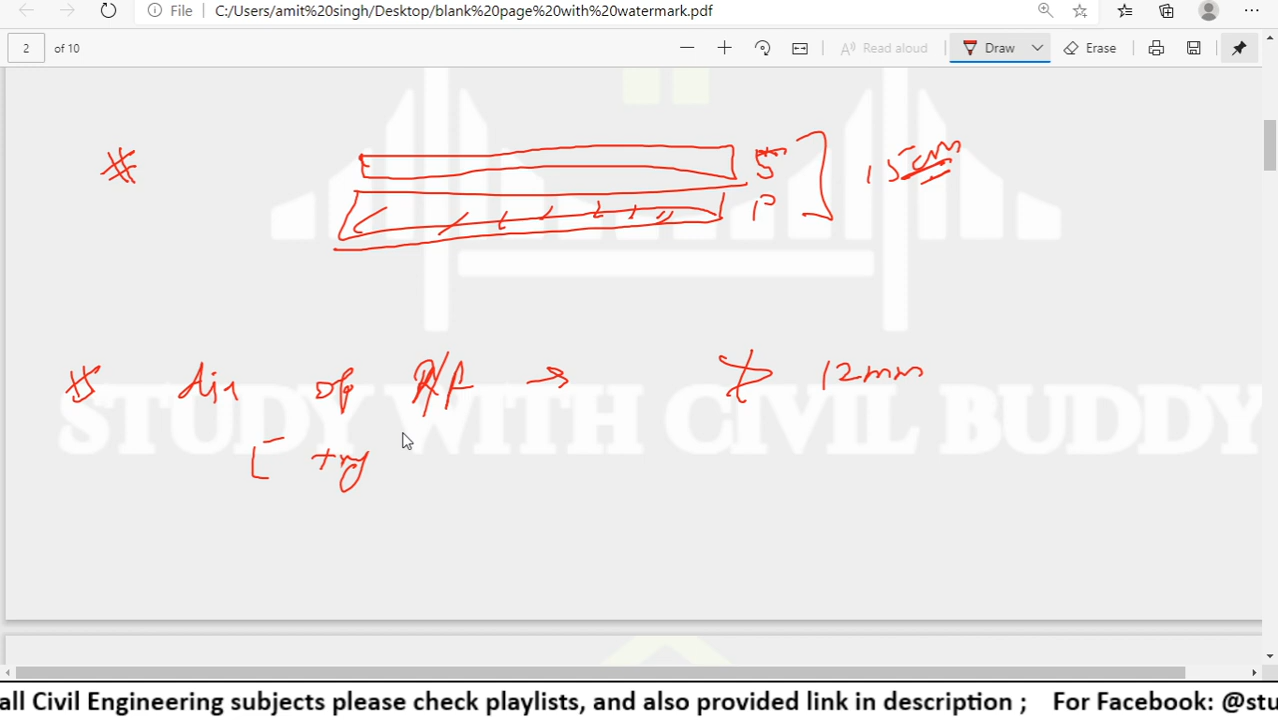 File C:/Users/amit%20singh/Desktop/blank%20page%20with%20watermark.pdf
2 of 10 Read aloud Draw Erase
5
15cm
dia of R/f → ≮ 12mm
STUDY WITH CIVIL BUDDY
[ try
all Civil Engineering subjects please check playlists, and also provided link in description ; For Facebook: @stu